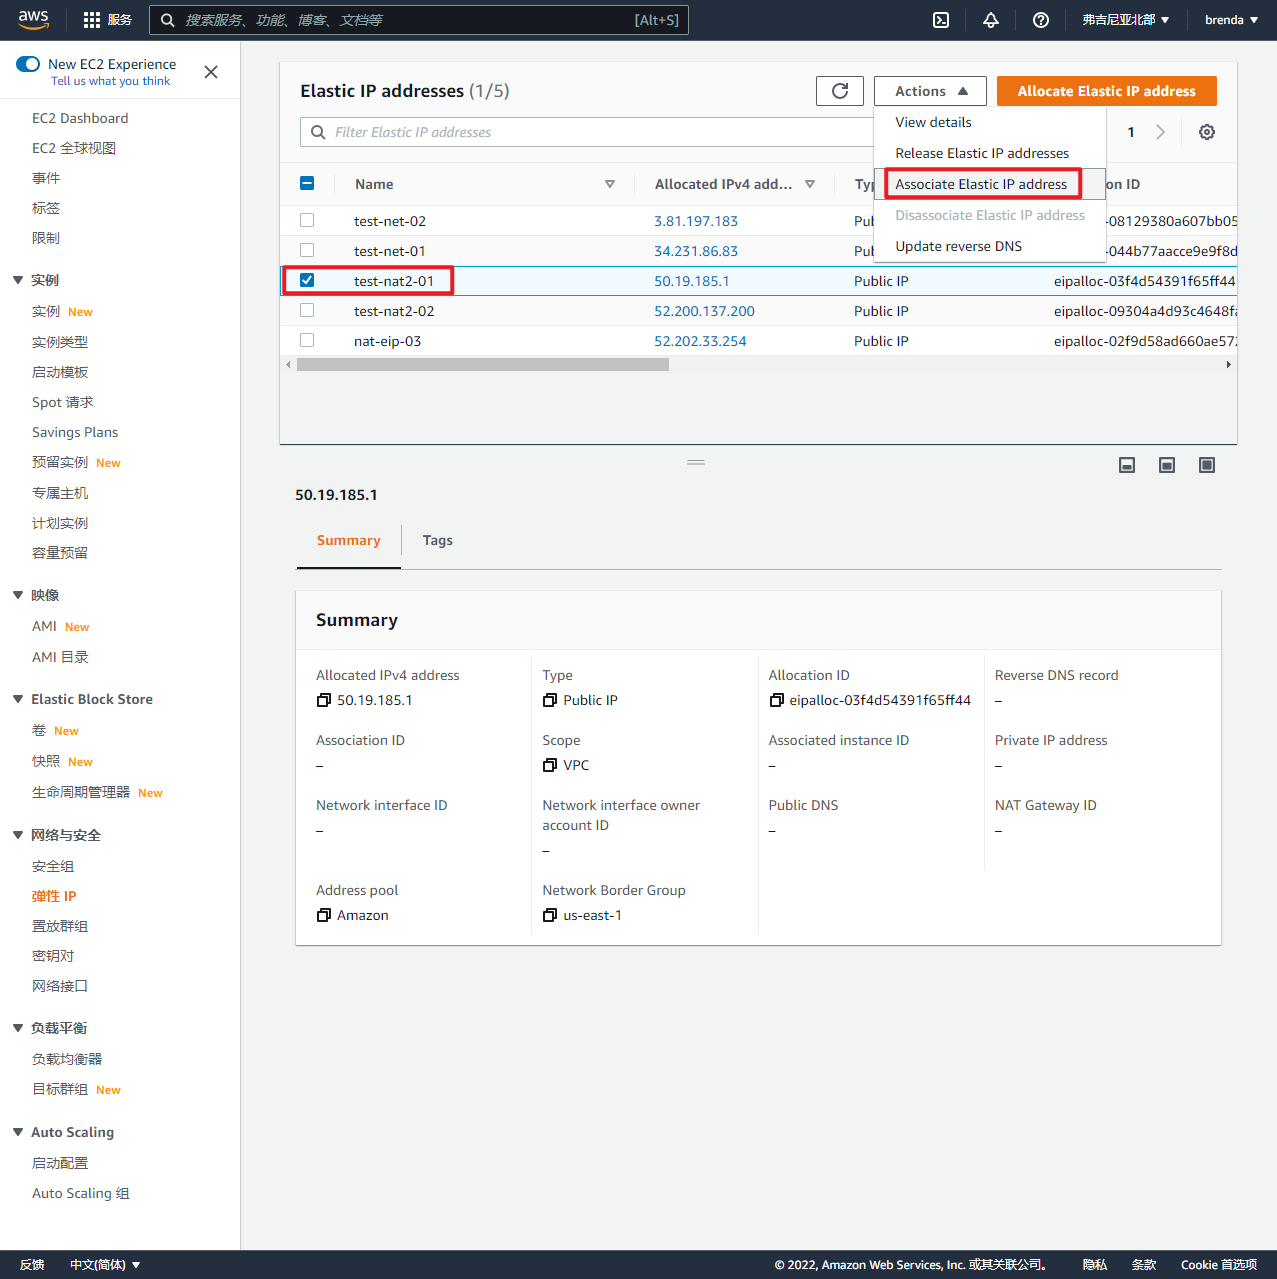 aws 服务 搜索服务、功能、博客、文档等 [Alt+S] 弗吉尼亚北部 brenda
New EC2 Experience
Tell us what you think
EC2 Dashboard
EC2 全球视图
事件
标签
限制
实例
实例 New
实例类型
启动模板
Spot 请求
Savings Plans
预留实例 New
专属主机
计划实例
容量预留
映像
AMI New
AMI 目录
Elastic Block Store
卷 New
快照 New
生命周期管理器 New
网络与安全
安全组
弹性 IP
置放群组
密钥对
网络接口
负载平衡
负载均衡器
目标群组 New
Auto Scaling
启动配置
Auto Scaling 组
Elastic IP addresses (1/5) Actions Allocate Elastic IP address
Filter Elastic IP addresses 1
View details
Release Elastic IP addresses
Associate Elastic IP address
Disassociate Elastic IP address
Update reverse DNS
Name Allocated IPv4 add... Typ on ID
test-net-02 3.81.197.183 Pub -08129380a607bb05
test-net-01 34.231.86.83 Pub -044b77aacce9e9f8d
test-nat2-01 50.19.185.1 Public IP eipalloc-03f4d54391f65ff44
test-nat2-02 52.200.137.200 Public IP eipalloc-09304a4d93c4648fa
nat-eip-03 52.202.33.254 Public IP eipalloc-02f9d58ad660ae572
50.19.185.1
Summary Tags
Summary
Allocated IPv4 address Type Allocation ID Reverse DNS record
50.19.185.1 Public IP eipalloc-03f4d54391f65ff44 –
Association ID Scope Associated instance ID Private IP address
– VPC – –
Network interface ID Network interface owner account ID Public DNS NAT Gateway ID
– – – –
Address pool Network Border Group
Amazon us-east-1
反馈 中文(简体) © 2022, Amazon Web Services, Inc. 或其关联公司。 隐私 条款 Cookie 首选项